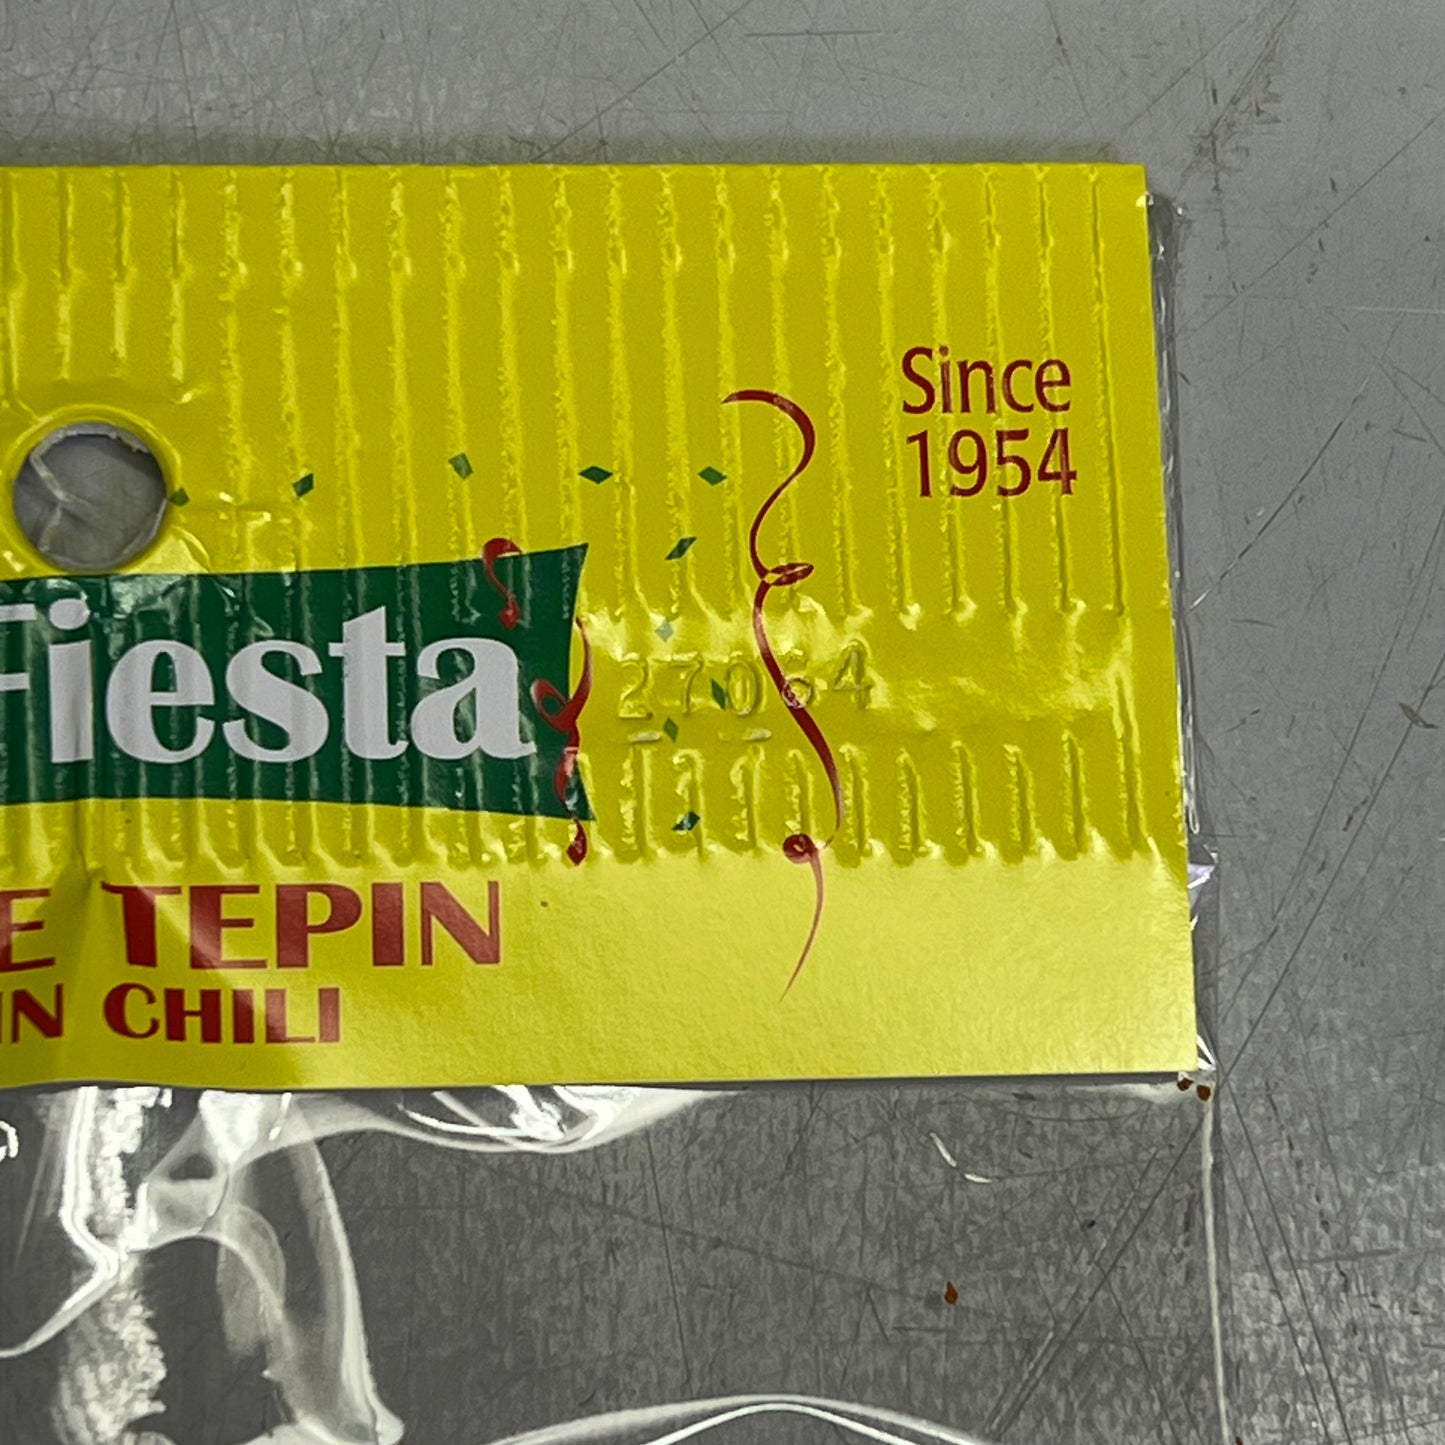 Since
1954
Fiesta
27064
E TEPIN
IN CHILI